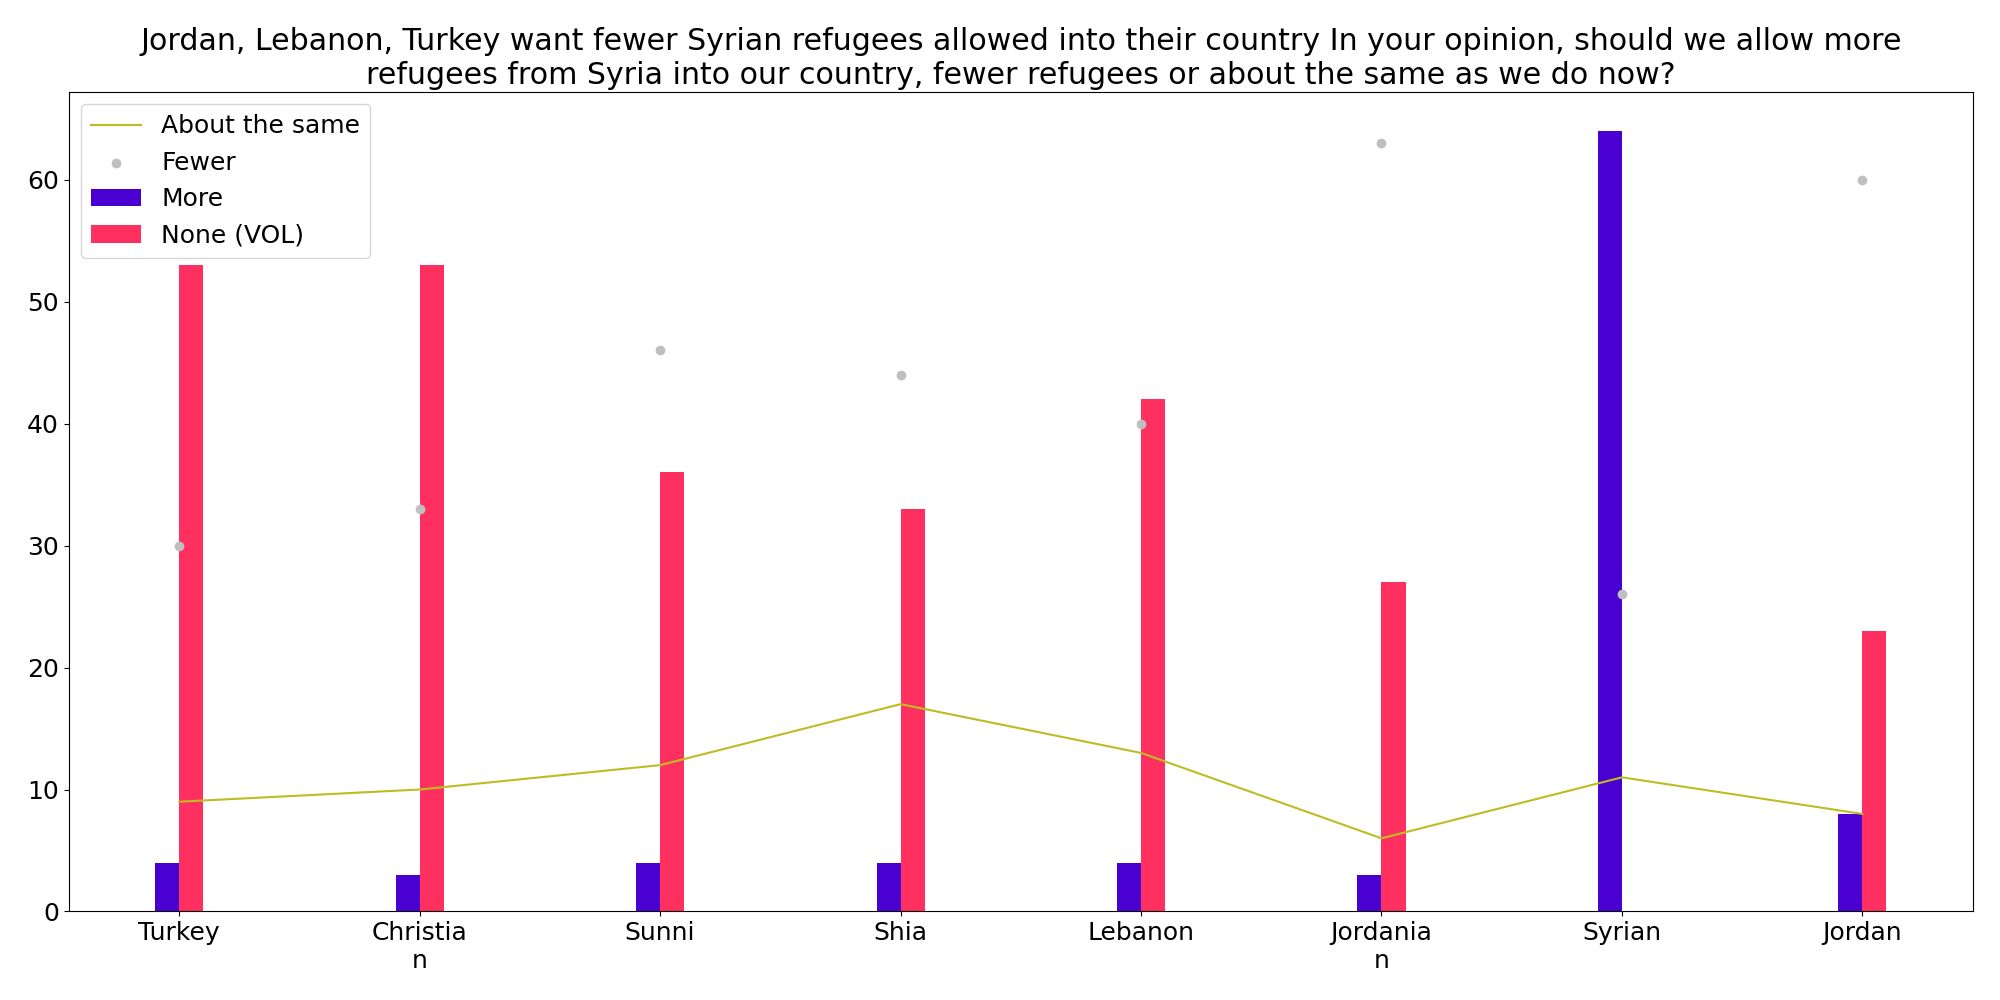 Jordan, Lebanon, Turkey want fewer Syrian refugees allowed into their country In your opinion, should we allow more
refugees from Syria into our country, fewer refugees or about the same as we do now?
About the same
Fewer
More
None (VOL)
60
50
40
30
20
10
0
Turkey
Christia
n
Sunni
Shia
Lebanon
Jordania
n
Syrian
Jordan